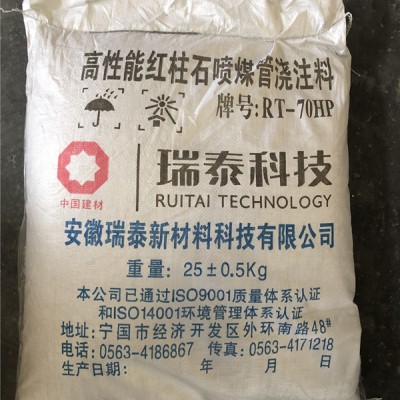 高性能红柱石喷煤管浇注料
牌号:RT-70HP
瑞泰科技
RUITAI TECHNOLOGY
中国建材
安徽瑞泰新材料科技有限公司
重量: 25±0.5Kg
本公司已通过ISO9001质量体系认证
和ISO14001环境管理体系认证
地址:宁国市经济开发区外环南路48#
电话:0563-4186867 传真:0563-4171218
生产日期: 年 月 日